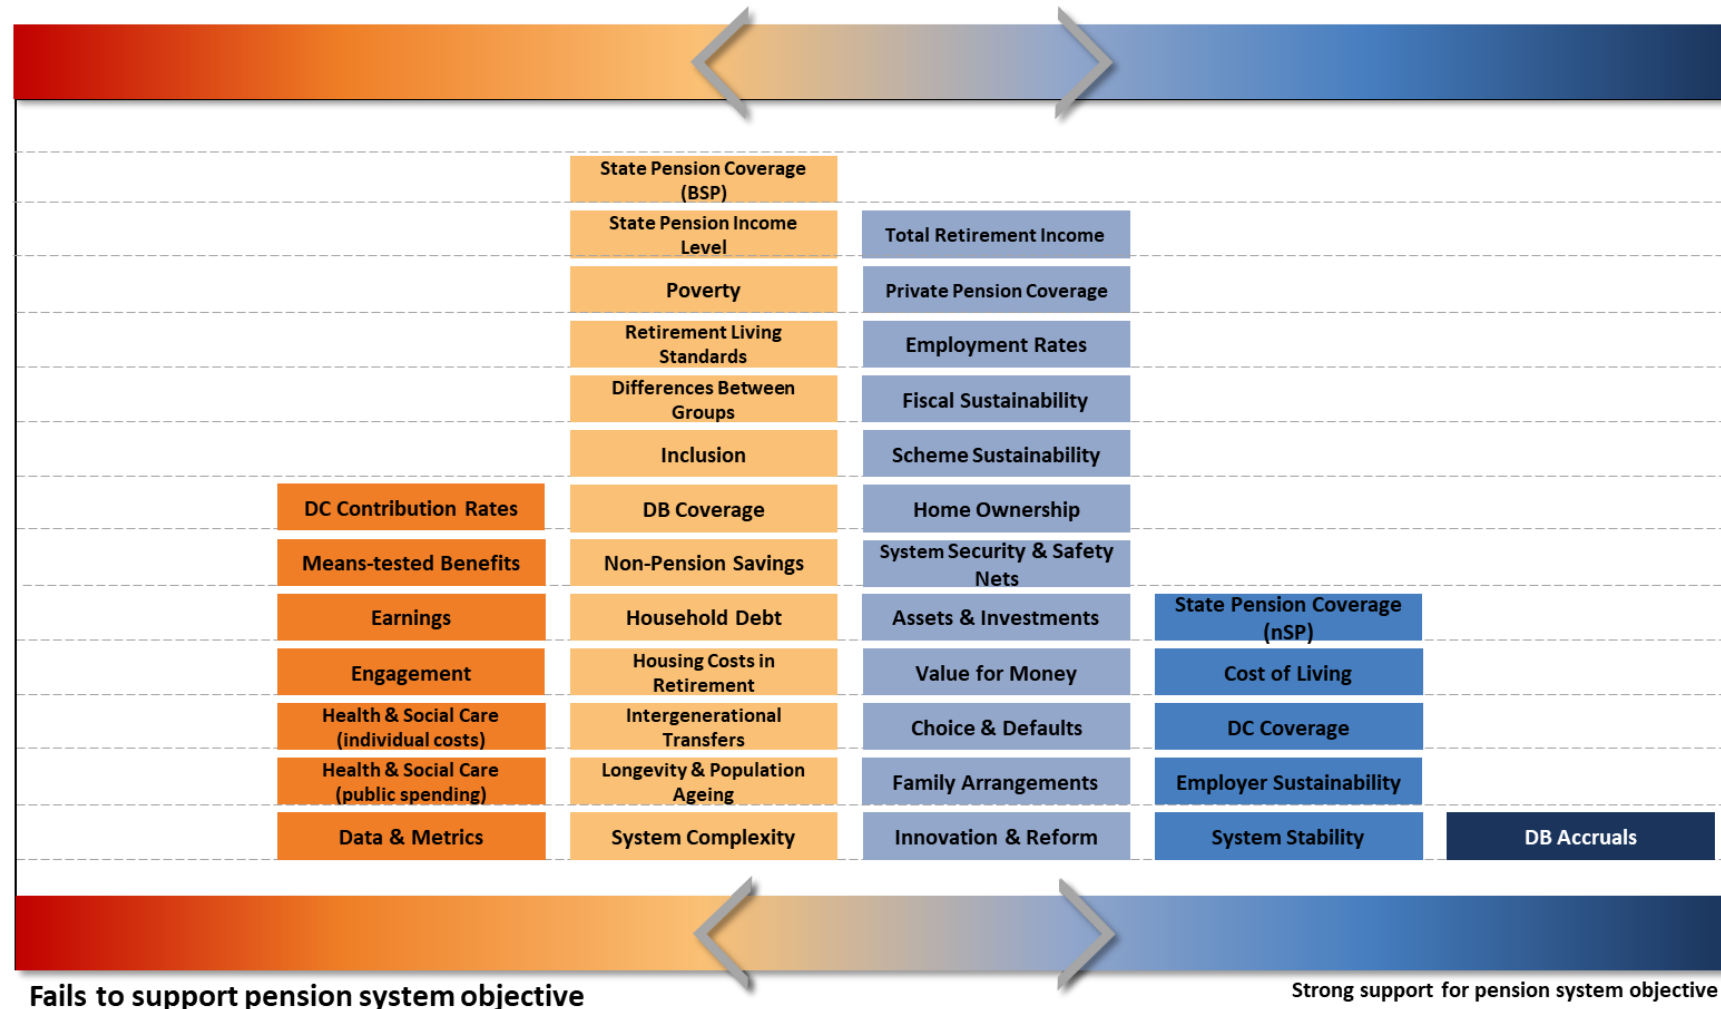 State Pension Coverage
(BSP)
State Pension Income
Level
Total Retirement Income
Poverty
Private Pension Coverage
Retirement Living
Standards
Employment Rates
Differences Between
Groups
Fiscal Sustainability
Inclusion
Scheme Sustainability
DC Contribution Rates
DB Coverage
Home Ownership
Means-tested Benefits
Non-Pension Savings
System Security & Safety
Nets
Earnings
Household Debt
Assets & Investments
State Pension Coverage
(nSP)
Engagement
Housing Costs in
Retirement
Value for Money
Cost of Living
Health & Social Care
(individual costs)
Intergenerational
Transfers
Choice & Defaults
DC Coverage
Health & Social Care
(public spending)
Longevity & Population
Ageing
Family Arrangements
Employer Sustainability
Data & Metrics
System Complexity
Innovation & Reform
System Stability
DB Accruals
Fails to support pension system objective
Strong support for pension system objective